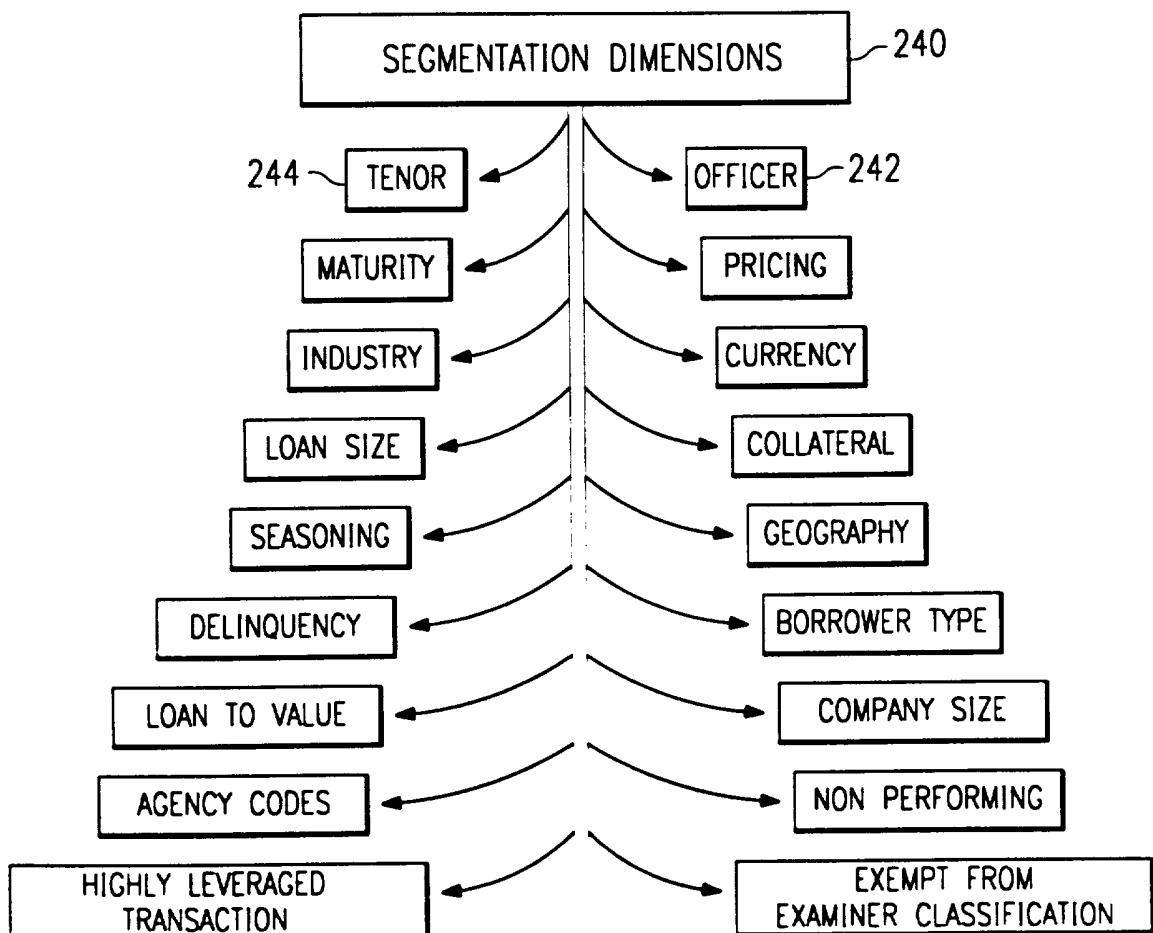 SEGMENTATION DIMENSIONS 240
244 TENOR OFFICER 242
MATURITY PRICING
INDUSTRY CURRENCY
LOAN SIZE COLLATERAL
SEASONING GEOGRAPHY
DELINQUENCY BORROWER TYPE
LOAN TO VALUE COMPANY SIZE
AGENCY CODES NON PERFORMING
HIGHLY LEVERAGED
TRANSACTION
EXEMPT FROM
EXAMINER CLASSIFICATION